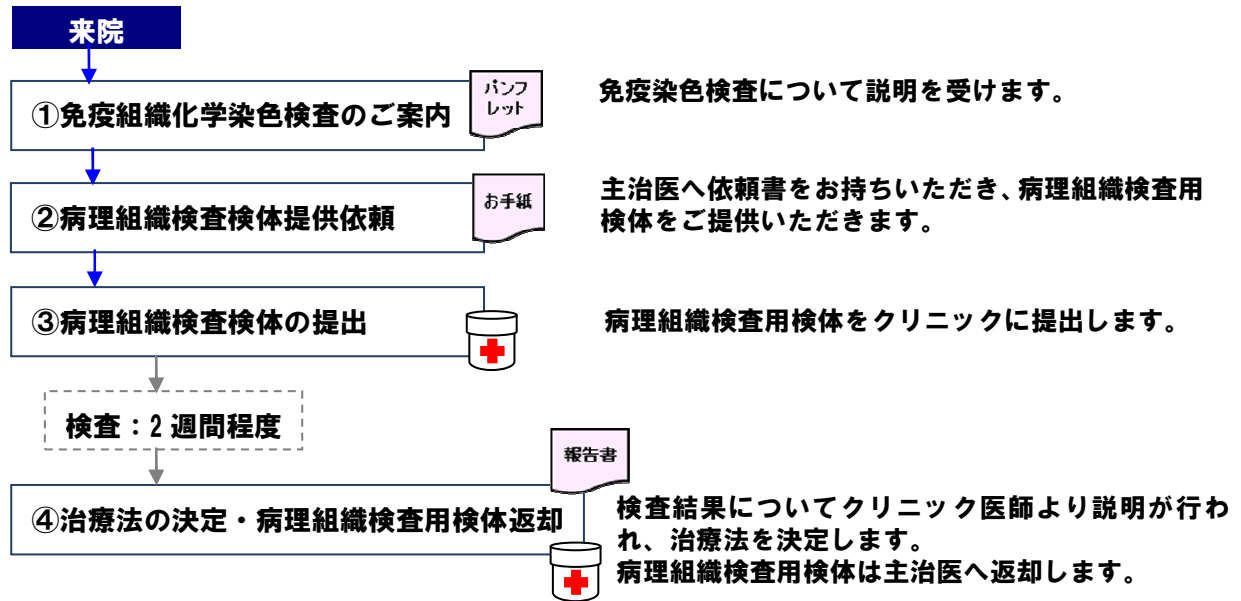 来院
①免疫組織化学染色検査のご案内
パンフ
レット
免疫染色検査について説明を受けます。
②病理組織検査検体提供依頼
お手紙
主治医へ依頼書をお持ちいただき、病理組織検査用
検体をご提供いただきます。
③病理組織検査検体の提出
病理組織検査用検体をクリニックに提出します。
検査：2 週間程度
報告書
④治療法の決定・病理組織検査用検体返却
検査結果についてクリニック医師より説明が行わ
れ、治療法を決定します。
病理組織検査用検体は主治医へ返却します。